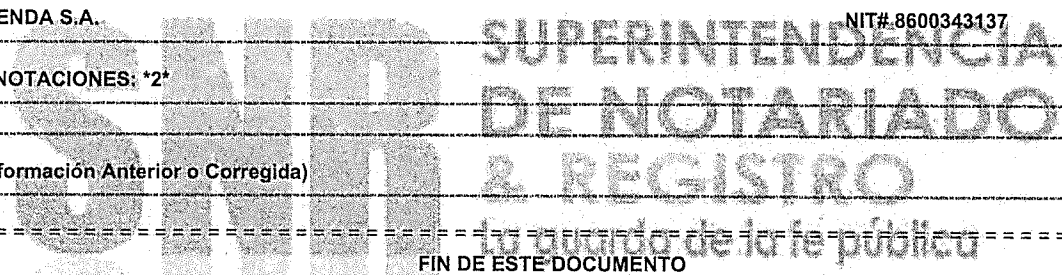 ENDA S.A. NIT# 8600343137
NOTACIONES: *2*
formación Anterior o Corregida)
FIN DE ESTE DOCUMENTO
SNR SUPERINTENDENCIA
DE NOTARIADO
& REGISTRO
La guarda de la fe pública